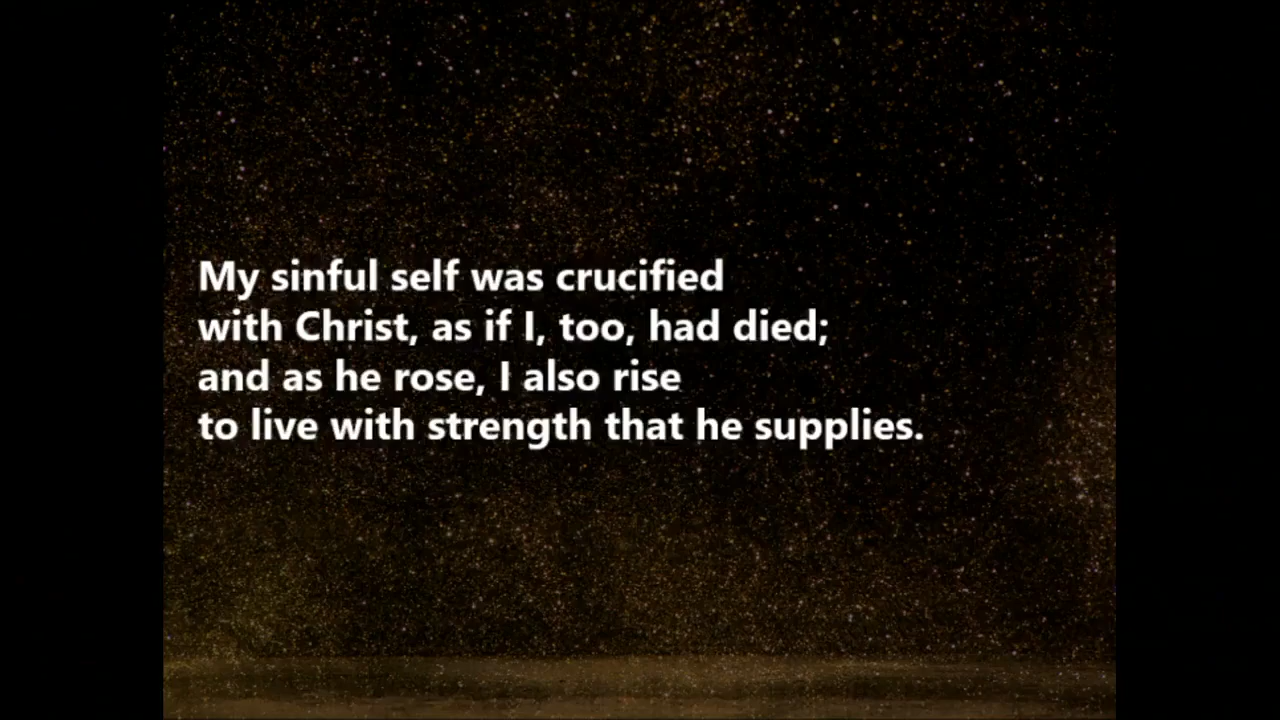 My sinful self was crucified
with Christ, as if I, too, had died;
and as he rose, I also rise
to live with strength that he supplies.